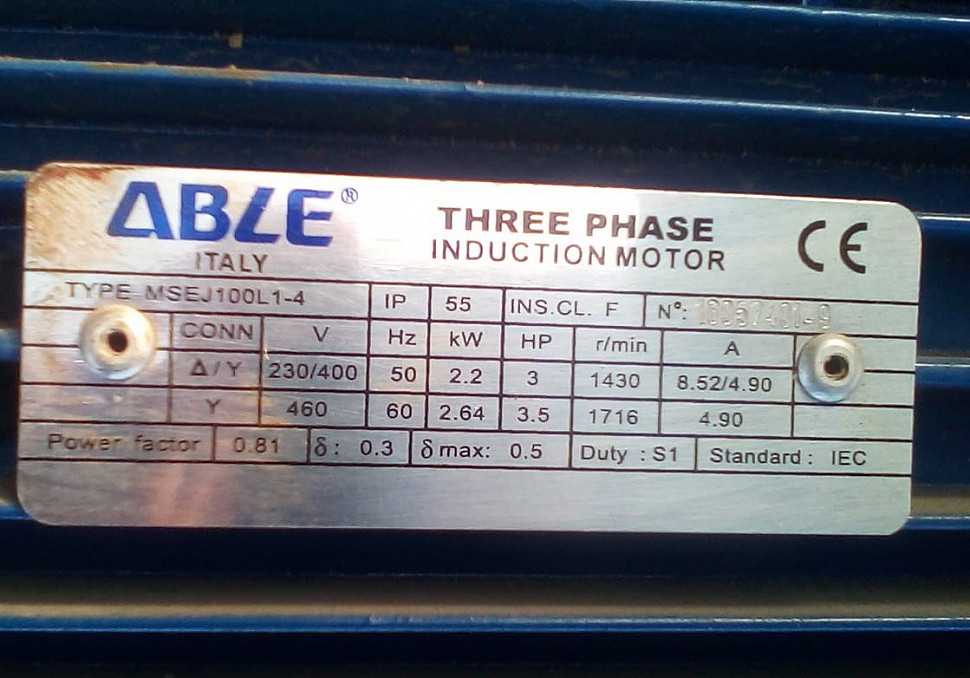 ABLE®
ITALY
THREE PHASE
INDUCTION MOTOR
CE
TYPE MSEJ100L1-4 IP 55 INS.CL. F N°:
CONN V Hz kW HP r/min A
Δ/Y 230/400 50 2.2 3 1430 8.52/4.90
Y 460 60 2.64 3.5 1716 4.90
Power factor 0.81 δ: 0.3 δ max: 0.5 Duty : S1 Standard : IEC